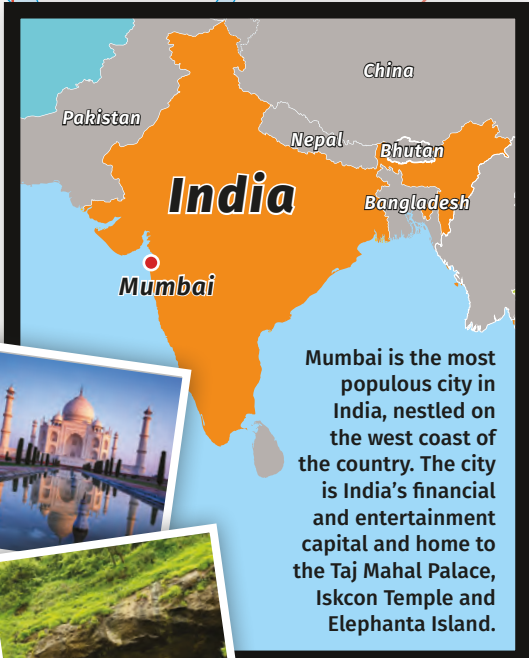 China
Pakistan
Nepal
Bhutan
India
Bangladesh
Mumbai
Mumbai is the most
populous city in
India, nestled on
the west coast of
the country. The city
is India’s financial
and entertainment
capital and home to
the Taj Mahal Palace,
Iskcon Temple and
Elephanta Island.